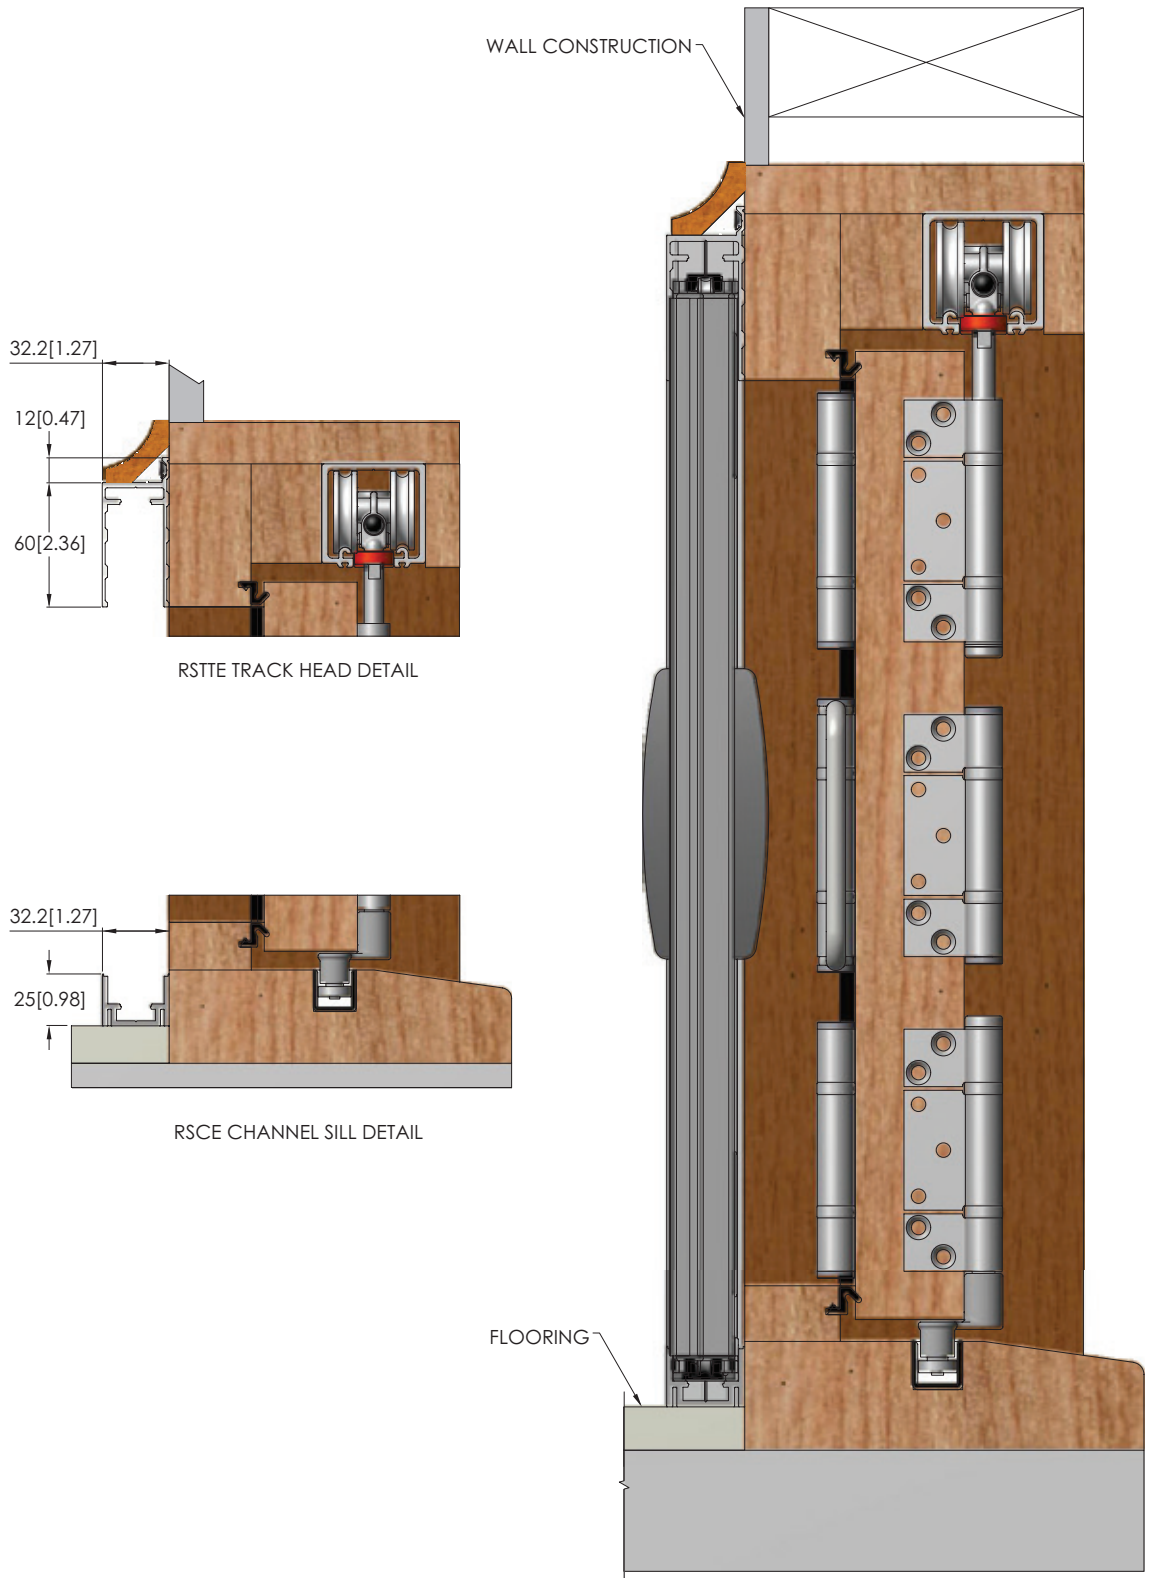 WALL CONSTRUCTION
32.2[1.27]
12[0.47]
60[2.36]
RSTTE TRACK HEAD DETAIL
32.2[1.27]
25[0.98]
RSCE CHANNEL SILL DETAIL
FLOORING